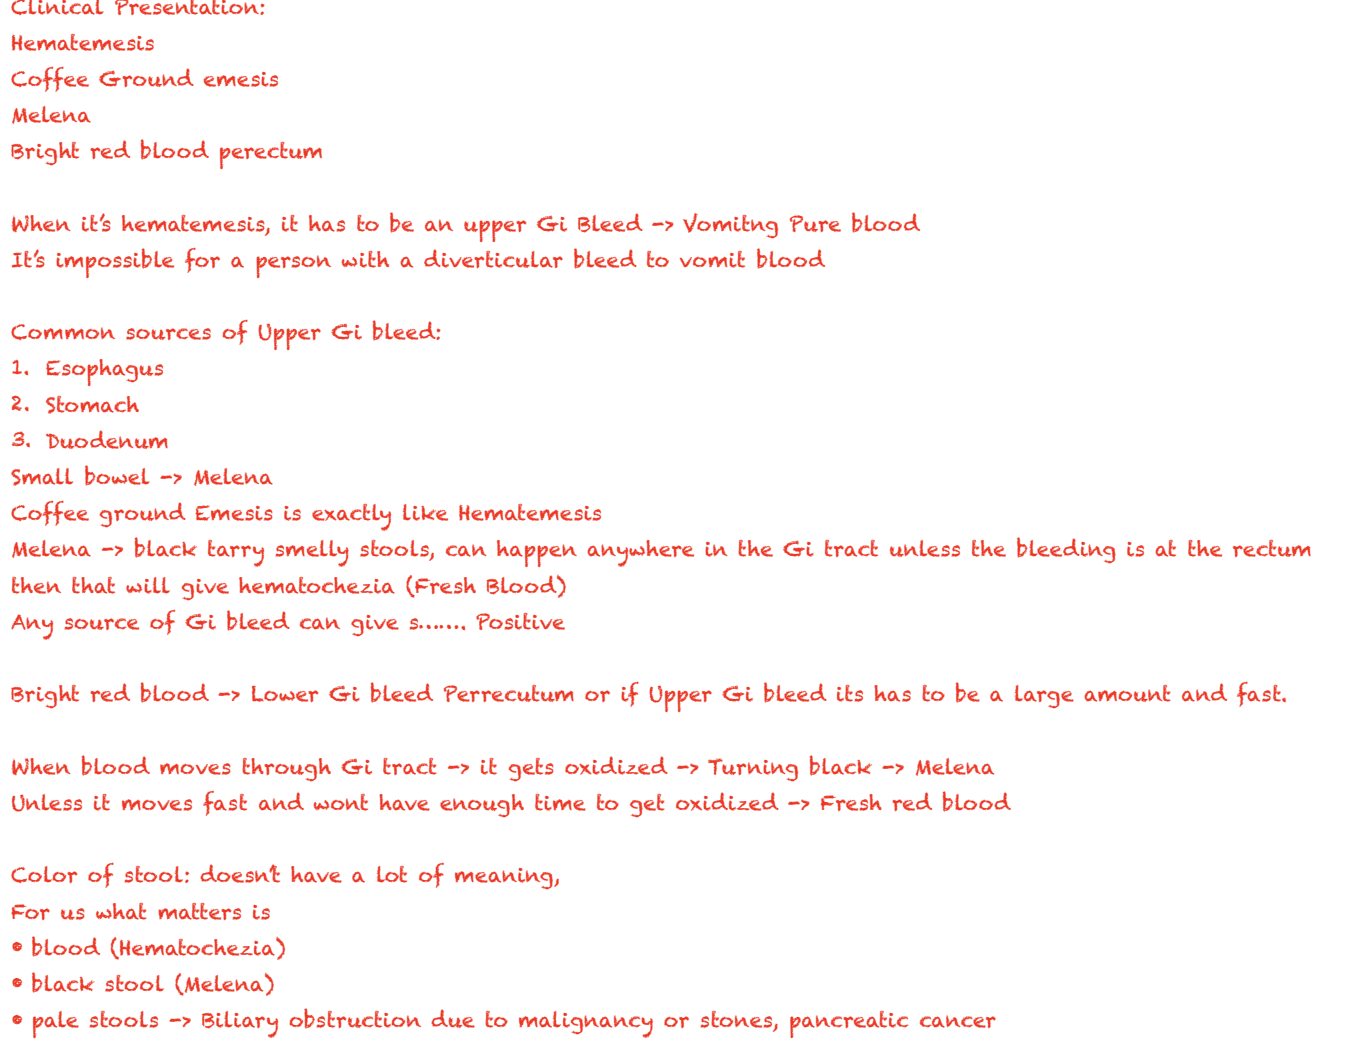 Clinical Presentation:
Hematemesis
Coffee Ground emesis
Melena
Bright red blood perectum
When it's hematemesis, it has to be an upper Gi Bleed -> Vomitng Pure blood
It's impossible for a person with a diverticular bleed to vomit blood
Common sources of Upper Gi bleed:
1. Esophagus
2. Stomach
3. Duodenum
Small bowel -> Melena
Coffee ground Emesis is exactly like Hematemesis
Melena -> black tarry smelly stools, can happen anywhere in the Gi tract unless the bleeding is at the rectum
then that will give hematochezia (Fresh Blood)
Any source of Gi bleed can give s……. Positive
Bright red blood -> Lower Gi bleed Perrecutum or if Upper Gi bleed its has to be a large amount and fast.
When blood moves through Gi tract -> it gets oxidized -> Turning black -> Melena
Unless it moves fast and wont have enough time to get oxidized -> Fresh red blood
Color of stool: doesn't have a lot of meaning,
For us what matters is
• blood (Hematochezia)
• black stool (Melena)
• pale stools -> Biliary obstruction due to malignancy or stones, pancreatic cancer